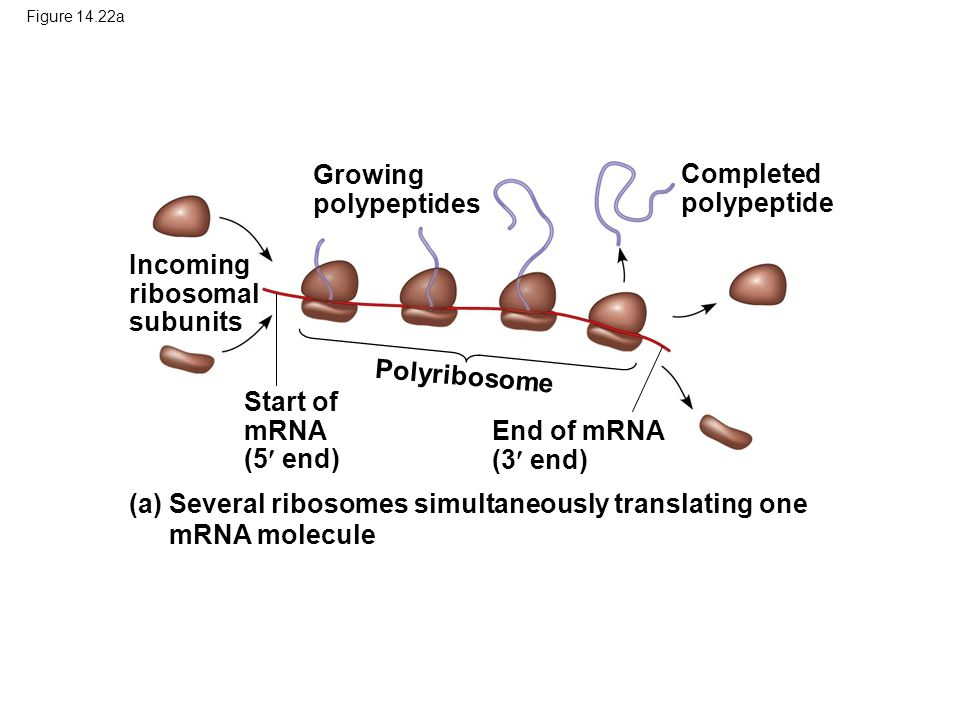 Figure 14.22a
Growing
polypeptides
Completed
polypeptide
Incoming
ribosomal
subunits
Polyribosome
Start of
mRNA
(5′ end)
End of mRNA
(3′ end)
(a) Several ribosomes simultaneously translating one
mRNA molecule